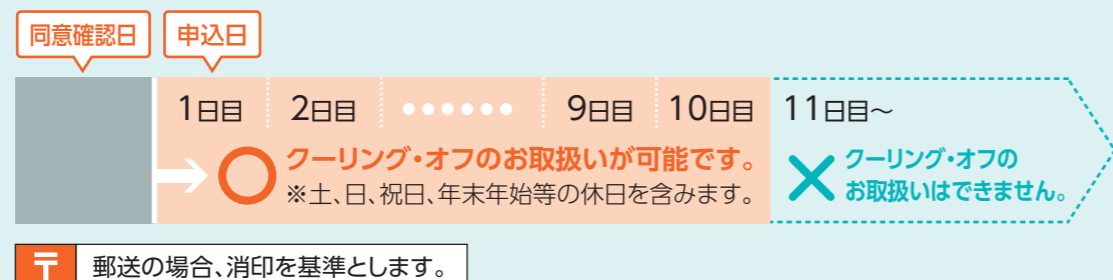 同意確認日 申込日
1日目 2日目 •••••• 9日目 10日目 11日目～
クーリング・オフのお取扱いが可能です。
※土、日、祝日、年末年始等の休日を含みます。
クーリング・オフの
お取扱いはできません。
〒 郵送の場合、消印を基準とします。